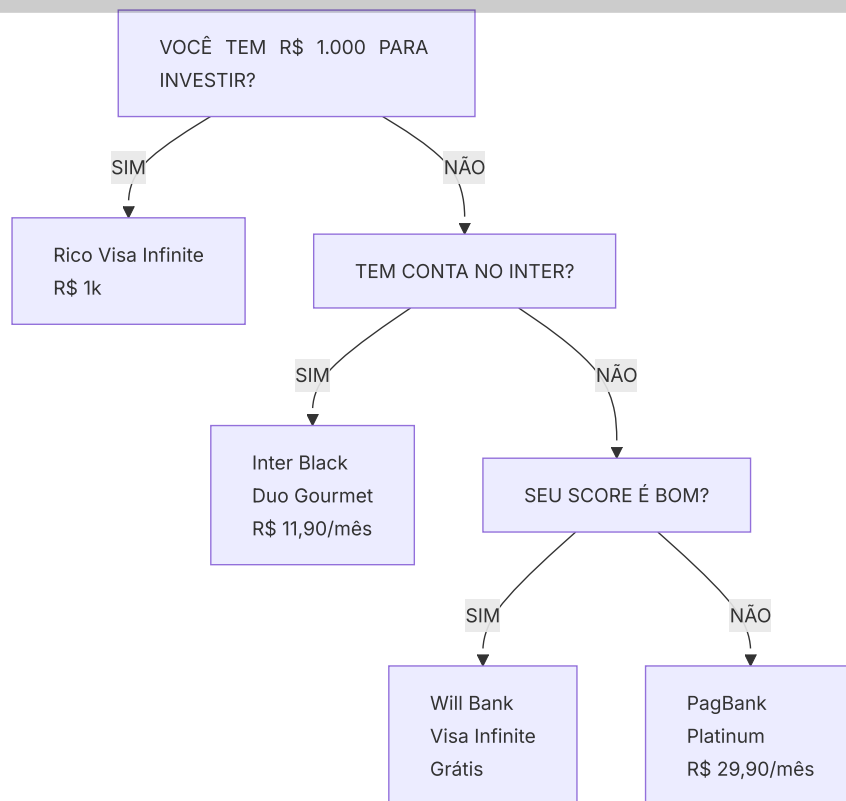 VOCÊ TEM R$ 1.000 PARA
INVESTIR?
SIM
NÃO
Rico Visa Infinite
R$ 1k
TEM CONTA NO INTER?
SIM
NÃO
Inter Black
Duo Gourmet
R$ 11,90/mês
SEU SCORE É BOM?
SIM
NÃO
Will Bank
Visa Infinite
Grátis
PagBank
Platinum
R$ 29,90/mês